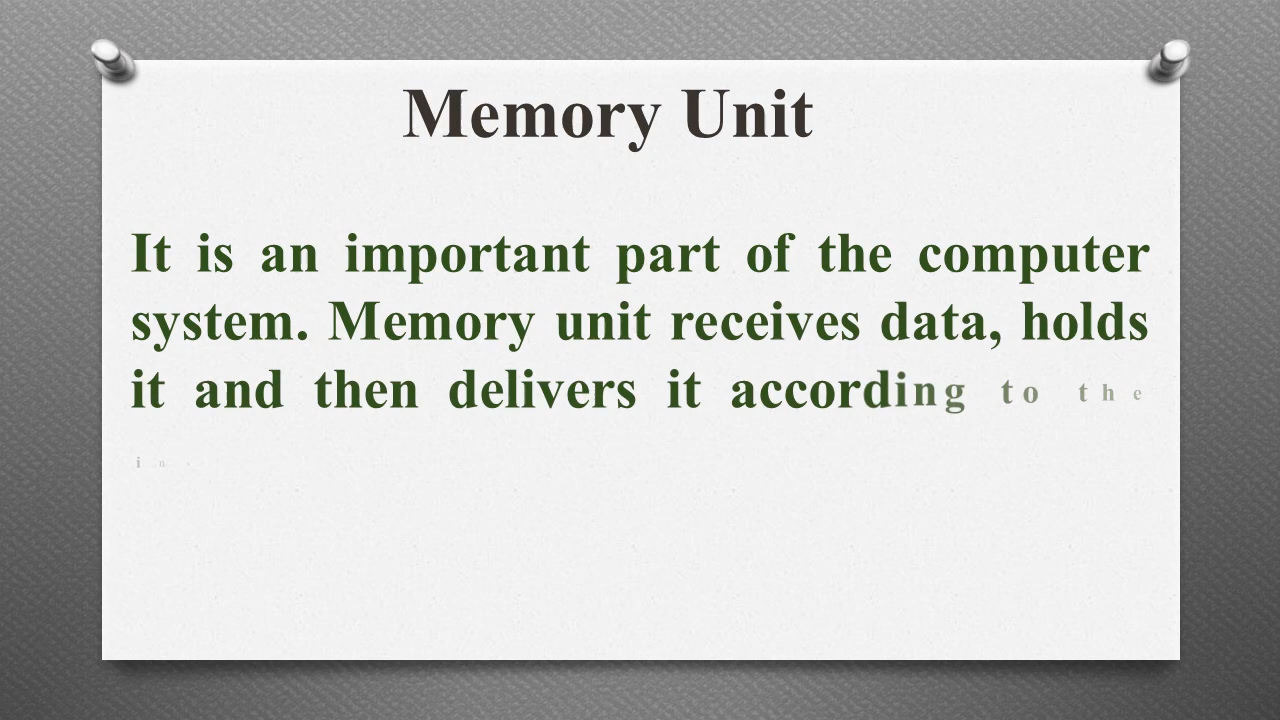 Memory Unit
It is an important part of the computer
system. Memory unit receives data, holds
it and then delivers it according to the